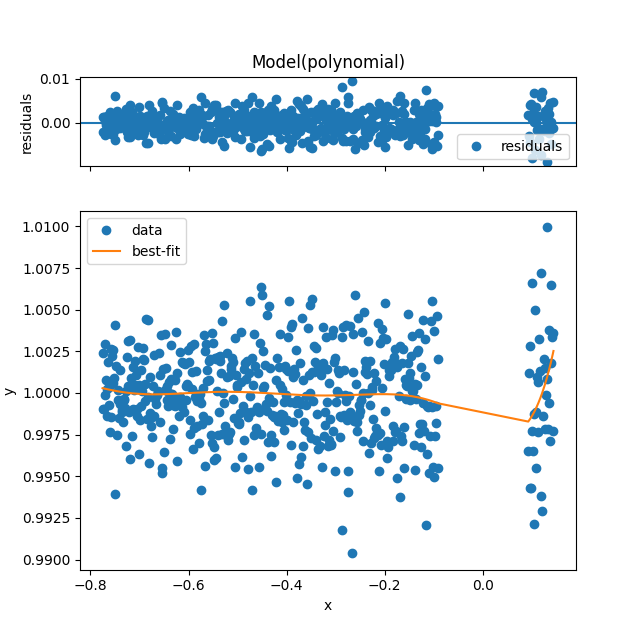 Model(polynomial)
0.01
0.00
residuals
residuals
1.0100
1.0075
1.0050
1.0025
1.0000
0.9975
0.9950
0.9925
0.9900
y
data
best-fit
−0.8 −0.6 −0.4 −0.2 0.0
x